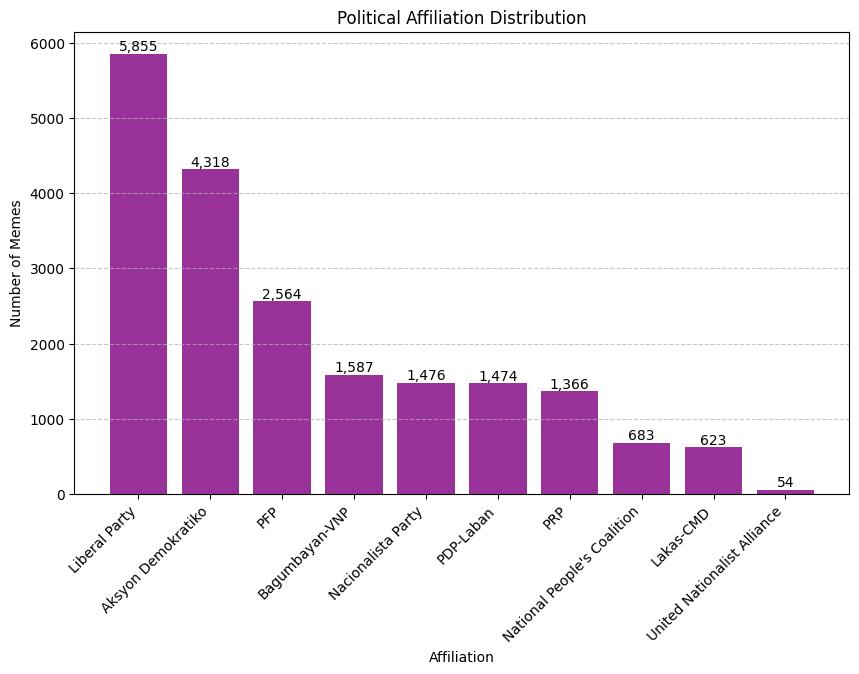 Political Affiliation Distribution
Number of Memes
6000
5000
4000
3000
2000
1000
0
5,855
4,318
2,564
1,587
1,476
1,474
1,366
683
623
54
Liberal Party
Aksyon Demokratiko
PFP
Bagumbayan-VNP
Nacionalista Party
PDP-Laban
PRP
National People's Coalition
Lakas-CMD
United Nationalist Alliance
Affiliation